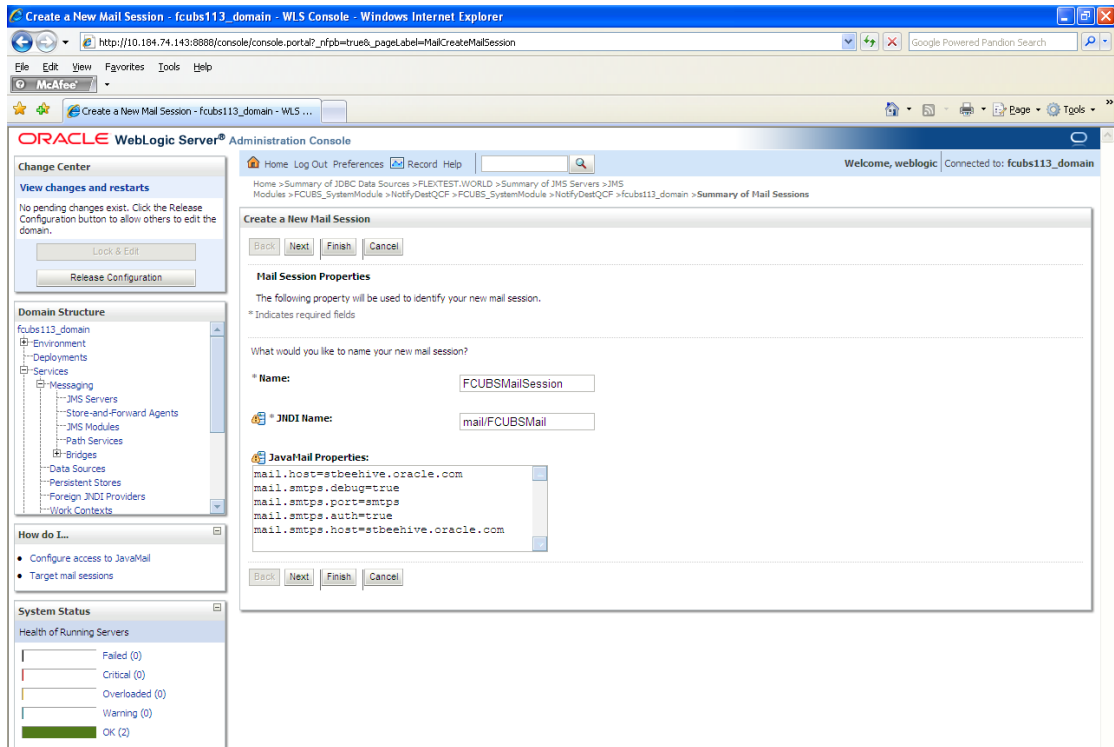 Create a New Mail Session - fcubs113_domain - WLS Console - Windows Internet Explorer
http://10.184.74.143:8888/console/console.portal?_nfpb=true&_pageLabel=MailCreateMailSession
Google Powered Pandion Search
File Edit View Favorites Tools Help
McAfee
Create a New Mail Session - fcubs113_domain - WLS ...
Page Tools
ORACLE WebLogic Server® Administration Console
Change Center
View changes and restarts
No pending changes exist. Click the Release
Configuration button to allow others to edit the
domain.
Lock & Edit
Release Configuration
Domain Structure
fcubs113_domain
Environment
Deployments
Services
Messaging
JMS Servers
Store-and-Forward Agents
JMS Modules
Path Services
Bridges
Data Sources
Persistent Stores
Foreign JNDI Providers
Work Contexts
How do I...
Configure access to JavaMail
Target mail sessions
System Status
Health of Running Servers
Failed (0)
Critical (0)
Overloaded (0)
Warning (0)
OK (2)
Home Log Out Preferences Record Help
Welcome, weblogic Connected to: fcubs113_domain
Home >Summary of JDBC Data Sources >FLEXTEST.WORLD >Summary of JMS Servers >JMS
Modules >FCUBS_SystemModule >NotifyDestQCF >FCUBS_SystemModule >NotifyDestQCF >fcubs113_domain >Summary of Mail Sessions
Create a New Mail Session
Back Next Finish Cancel
Mail Session Properties
The following property will be used to identify your new mail session.
* Indicates required fields
What would you like to name your new mail session?
* Name: FCUBSMailSession
* JNDI Name: mail/FCUBSMail
JavaMail Properties:
mail.host=stbeehive.oracle.com
mail.smtps.debug=true
mail.smtps.port=smtps
mail.smtps.auth=true
mail.smtps.host=stbeehive.oracle.com
Back Next Finish Cancel